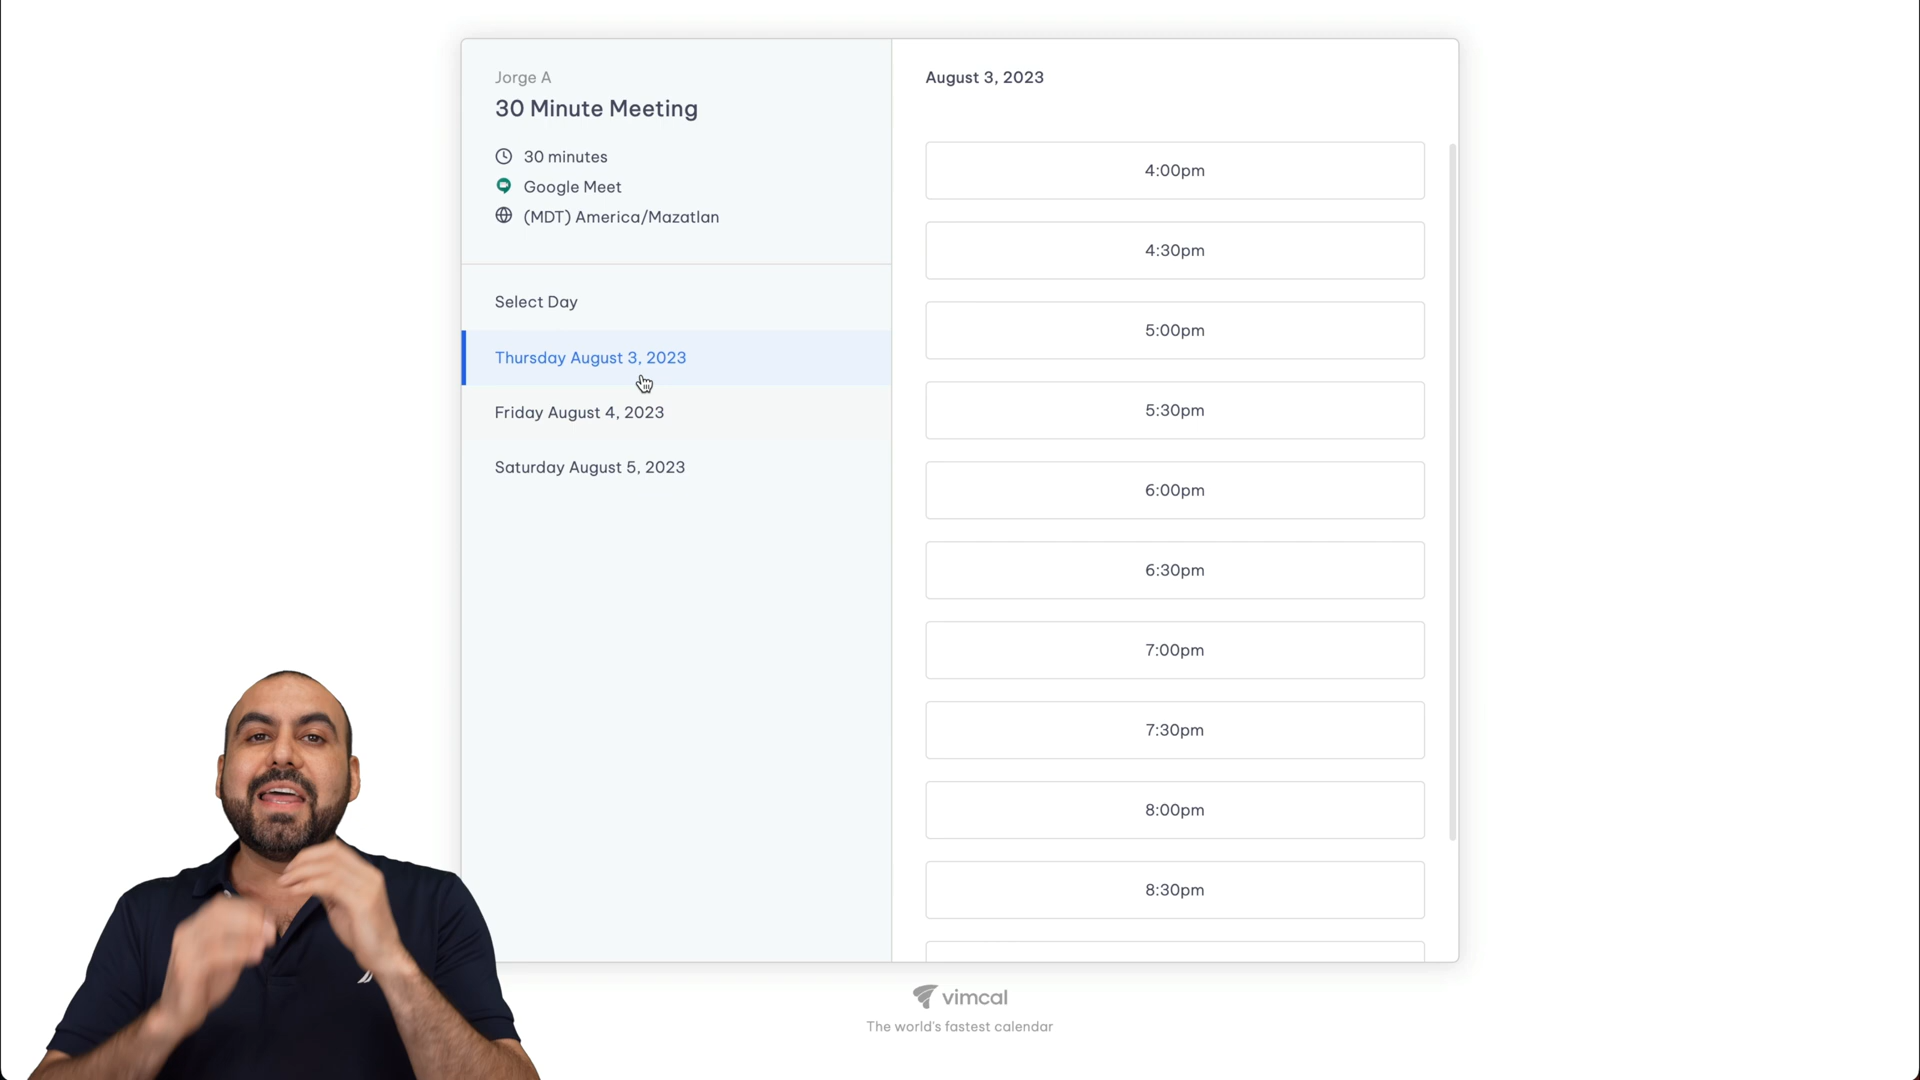 Jorge A
30 Minute Meeting
30 minutes
Google Meet
(MDT) America/Mazatlan
Select Day
Thursday August 3, 2023
Friday August 4, 2023
Saturday August 5, 2023
August 3, 2023
4:00pm
4:30pm
5:00pm
5:30pm
6:00pm
6:30pm
7:00pm
7:30pm
8:00pm
8:30pm
vimcal
The world's fastest calendar